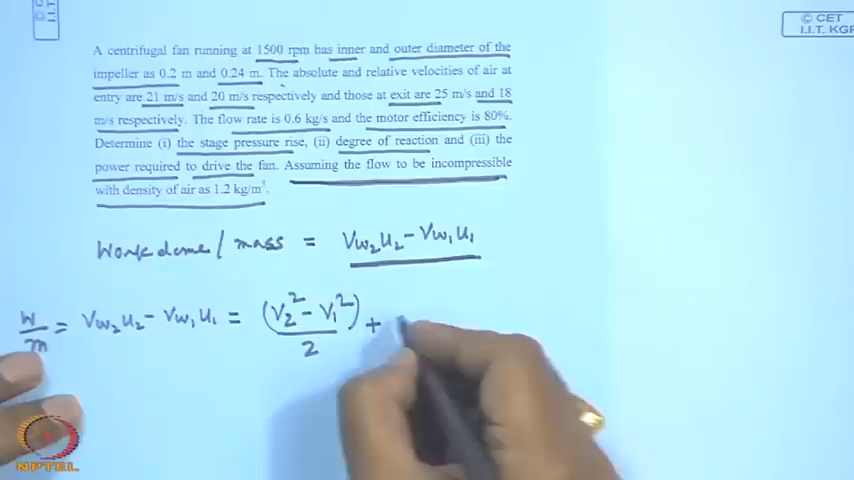 © CET
I.I.T. KGP
A centrifugal fan running at 1500 rpm has inner and outer diameter of the
impeller as 0.2 m and 0.24 m. The absolute and relative velocities of air at
entry are 21 m/s and 20 m/s respectively and those at exit are 25 m/s and 18
m/s respectively. The flow rate is 0.6 kg/s and the motor efficiency is 80%.
Determine (i) the stage pressure rise, (ii) degree of reaction and (iii) the
power required to drive the fan. Assuming the flow to be incompressible
with density of air as 1.2 kg/m³.
Work done / mass = Vw₂U₂ - Vw₁U₁
W/m = Vw₂U₂ - Vw₁U₁ = (V₂² - V₁²)/2 +
NPTEL